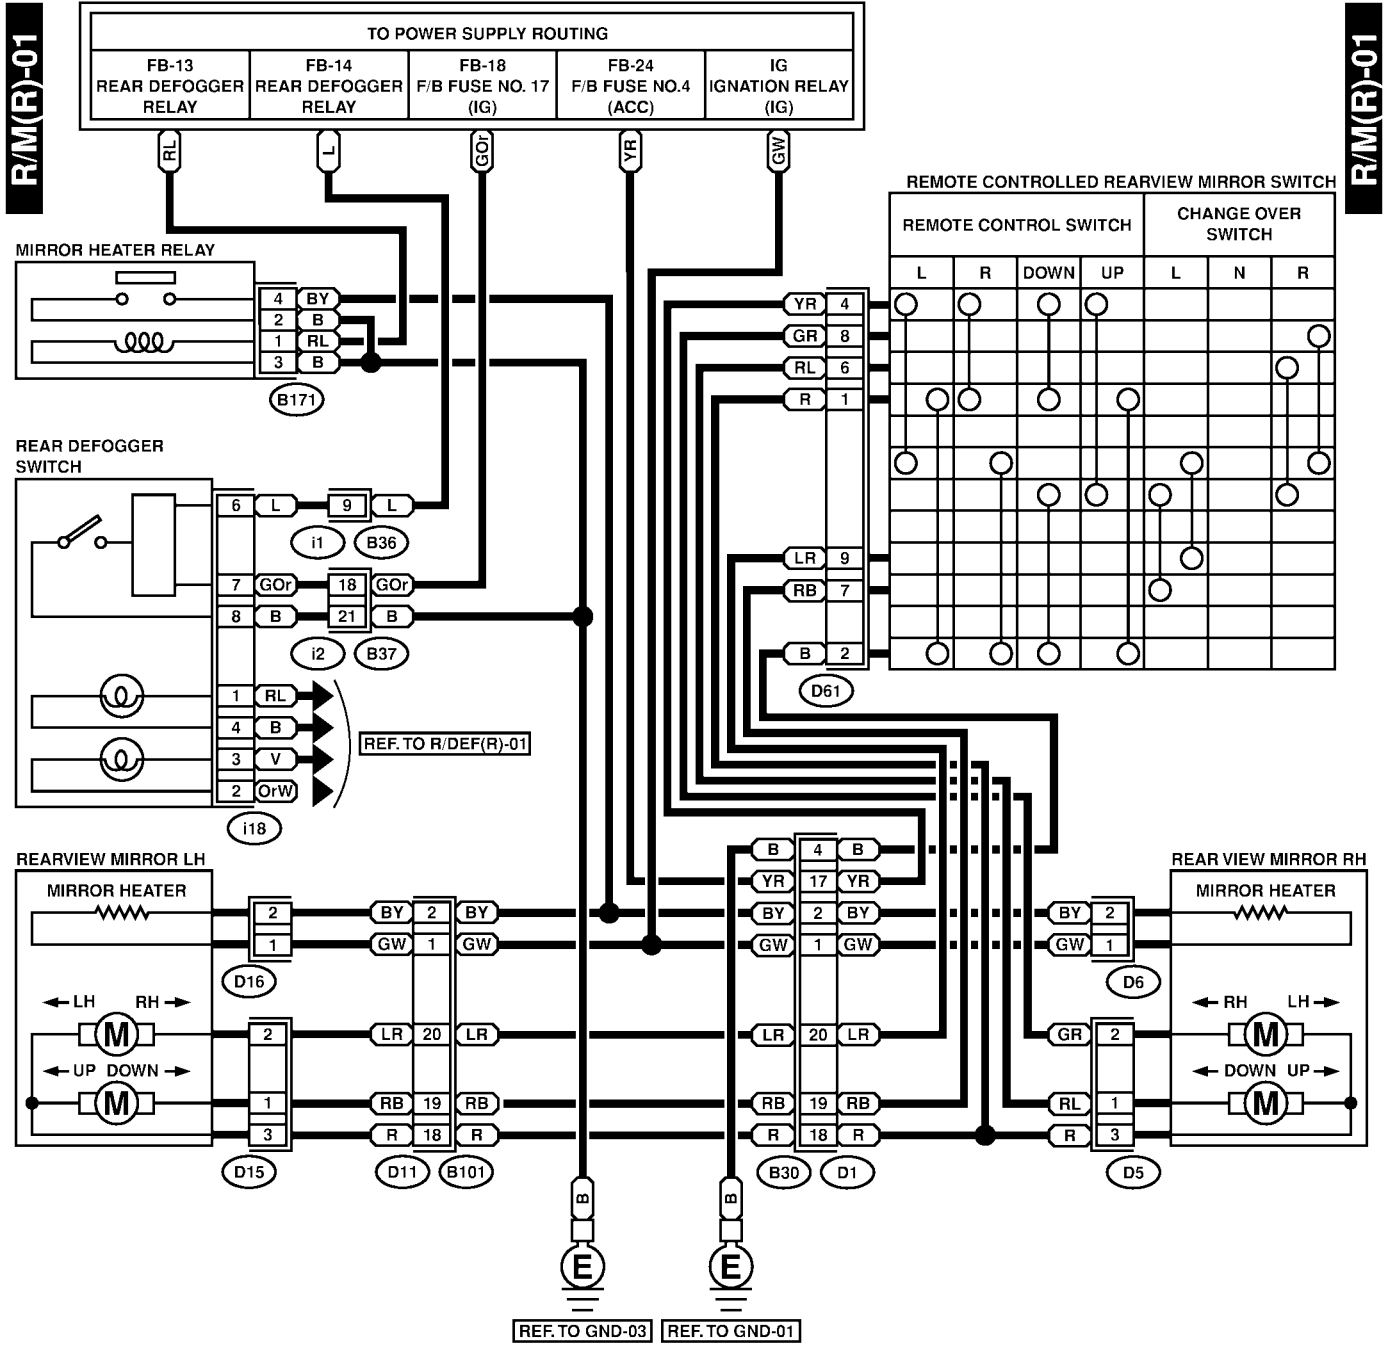 R/M(R)-01
R/M(R)-01
TO POWER SUPPLY ROUTING
FB-13
REAR DEFOGGER
RELAY
FB-14
REAR DEFOGGER
RELAY
FB-18
F/B FUSE NO. 17
(IG)
FB-24
F/B FUSE NO.4
(ACC)
IG
IGNATION RELAY
(IG)
RL
L
GOr
YR
GW
REMOTE CONTROLLED REARVIEW MIRROR SWITCH
REMOTE CONTROL SWITCH
CHANGE OVER
SWITCH
L R DOWN UP L N R
YR 4
GR 8
RL 6
R 1
LR 9
RB 7
B 2
D61
MIRROR HEATER RELAY
4 BY
2 B
1 RL
3 B
B171
REAR DEFOGGER
SWITCH
6 L 9 L
i1 B36
7 GOr 18 GOr
8 B 21 B
i2 B37
1 RL
4 B
3 V
2 OrW
REF. TO R/DEF(R)-01
i18
REARVIEW MIRROR LH
MIRROR HEATER
2 BY 2 BY
1 GW 1 GW
D16
LH RH
M
UP DOWN
M
2 LR 20 LR
1 RB 19 RB
3 R 18 R
D15 D11 B101
B 4 B
YR 17 YR
BY 2 BY
GW 1 GW
LR 20 LR
RB 19 RB
R 18 R
B30 D1
REAR VIEW MIRROR RH
MIRROR HEATER
BY 2
GW 1
D6
RH LH
M
DOWN UP
M
GR 2
RL 1
R 3
D5
B
E
REF. TO GND-03
B
E
REF. TO GND-01